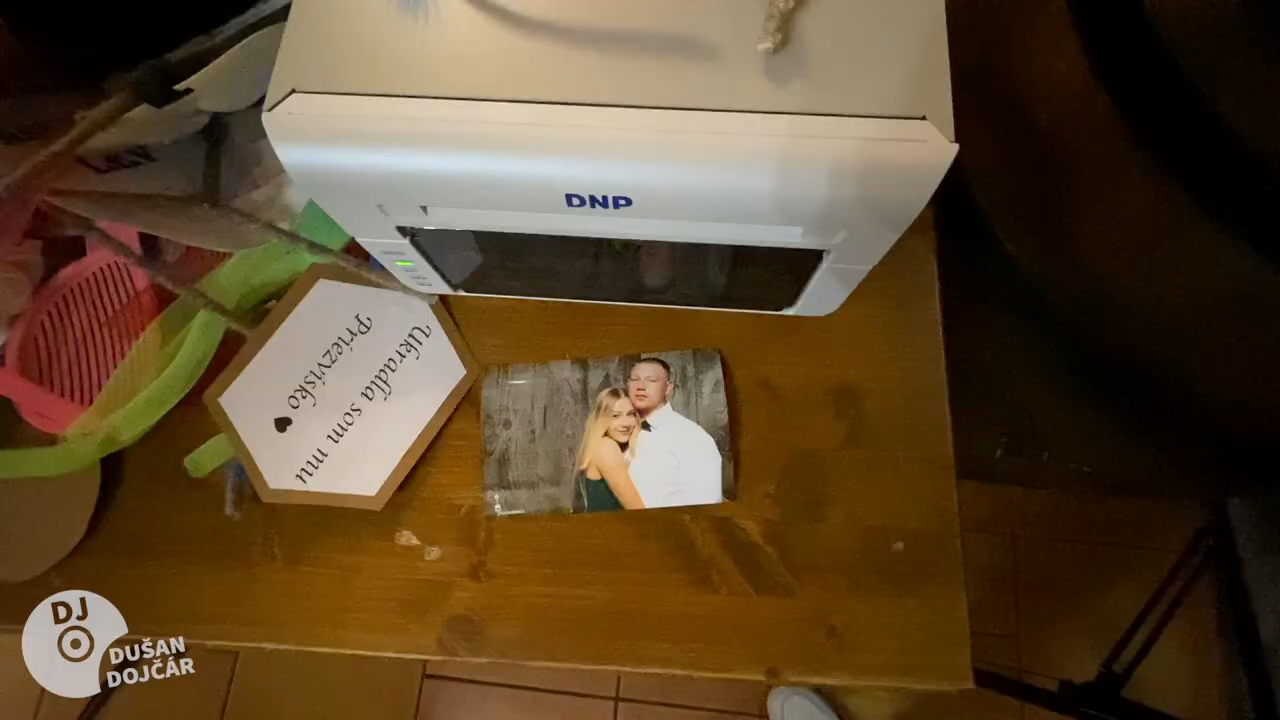 DNP
Ukradla som mu
Priezvisko
DJ
DUŠAN
DOJČÁR